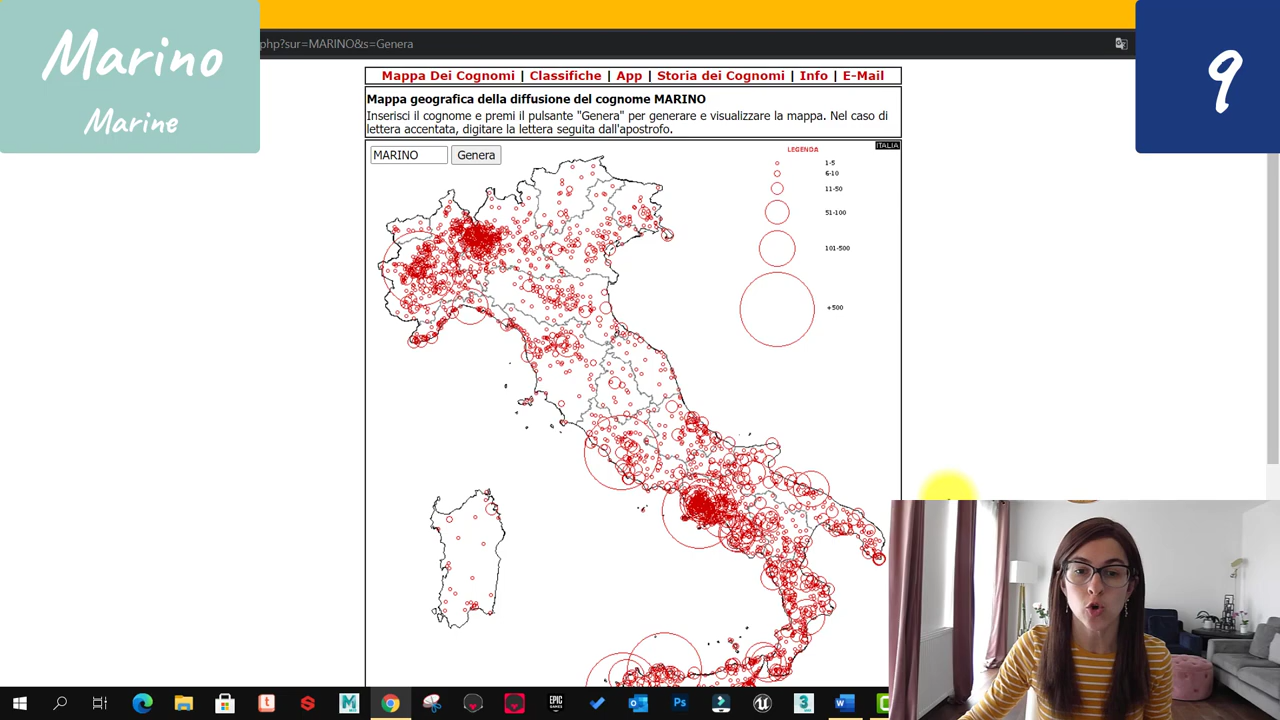 Marino
Marine
9
php?sur=MARINO&s=Genera
Mappa Dei Cognomi | Classifiche | App | Storia dei Cognomi | Info | E-Mail
Mappa geografica della diffusione del cognome MARINO
Inserisci il cognome e premi il pulsante "Genera" per generare e visualizzare la mappa. Nel caso di
lettera accentata, digitare la lettera seguita dall'apostrofo.
MARINO Genera
ITALIA
LEGENDA
1-5
6-10
11-50
51-100
101-500
+500